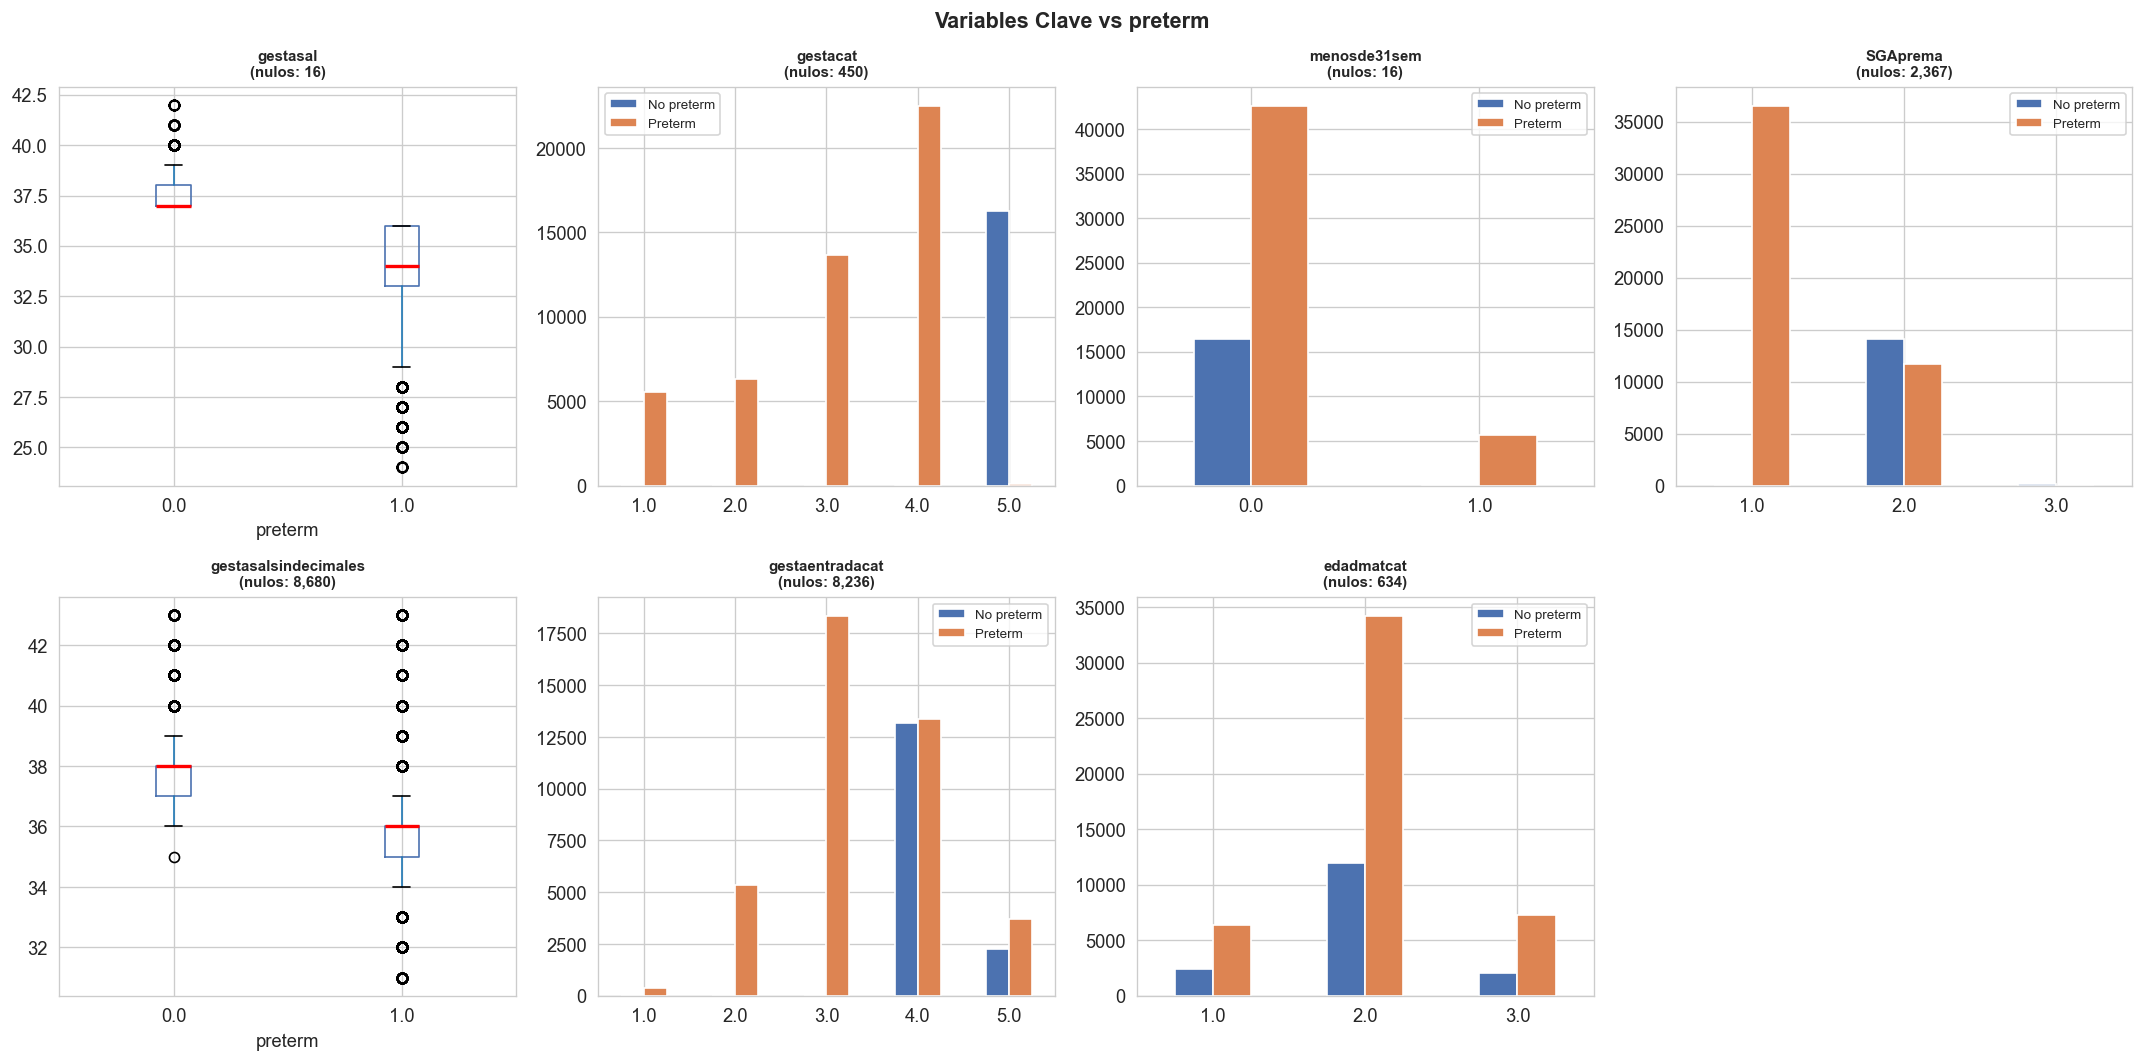 Variables Clave vs preterm
gestasal
(nulos: 16)
42.5
40.0
37.5
35.0
32.5
30.0
27.5
25.0
0.0
1.0
preterm
gestacat
(nulos: 450)
No preterm
Preterm
20000
15000
10000
5000
0
1.0
2.0
3.0
4.0
5.0
menosde31sem
(nulos: 16)
No preterm
Preterm
40000
35000
30000
25000
20000
15000
10000
5000
0
0.0
1.0
SGAprema
(nulos: 2,367)
No preterm
Preterm
35000
30000
25000
20000
15000
10000
5000
0
1.0
2.0
3.0
gestasalsindecimales
(nulos: 8,680)
42
40
38
36
34
32
0.0
1.0
preterm
gestaentradacat
(nulos: 8,236)
No preterm
Preterm
17500
15000
12500
10000
7500
5000
2500
0
1.0
2.0
3.0
4.0
5.0
edadmatcat
(nulos: 634)
No preterm
Preterm
35000
30000
25000
20000
15000
10000
5000
0
1.0
2.0
3.0